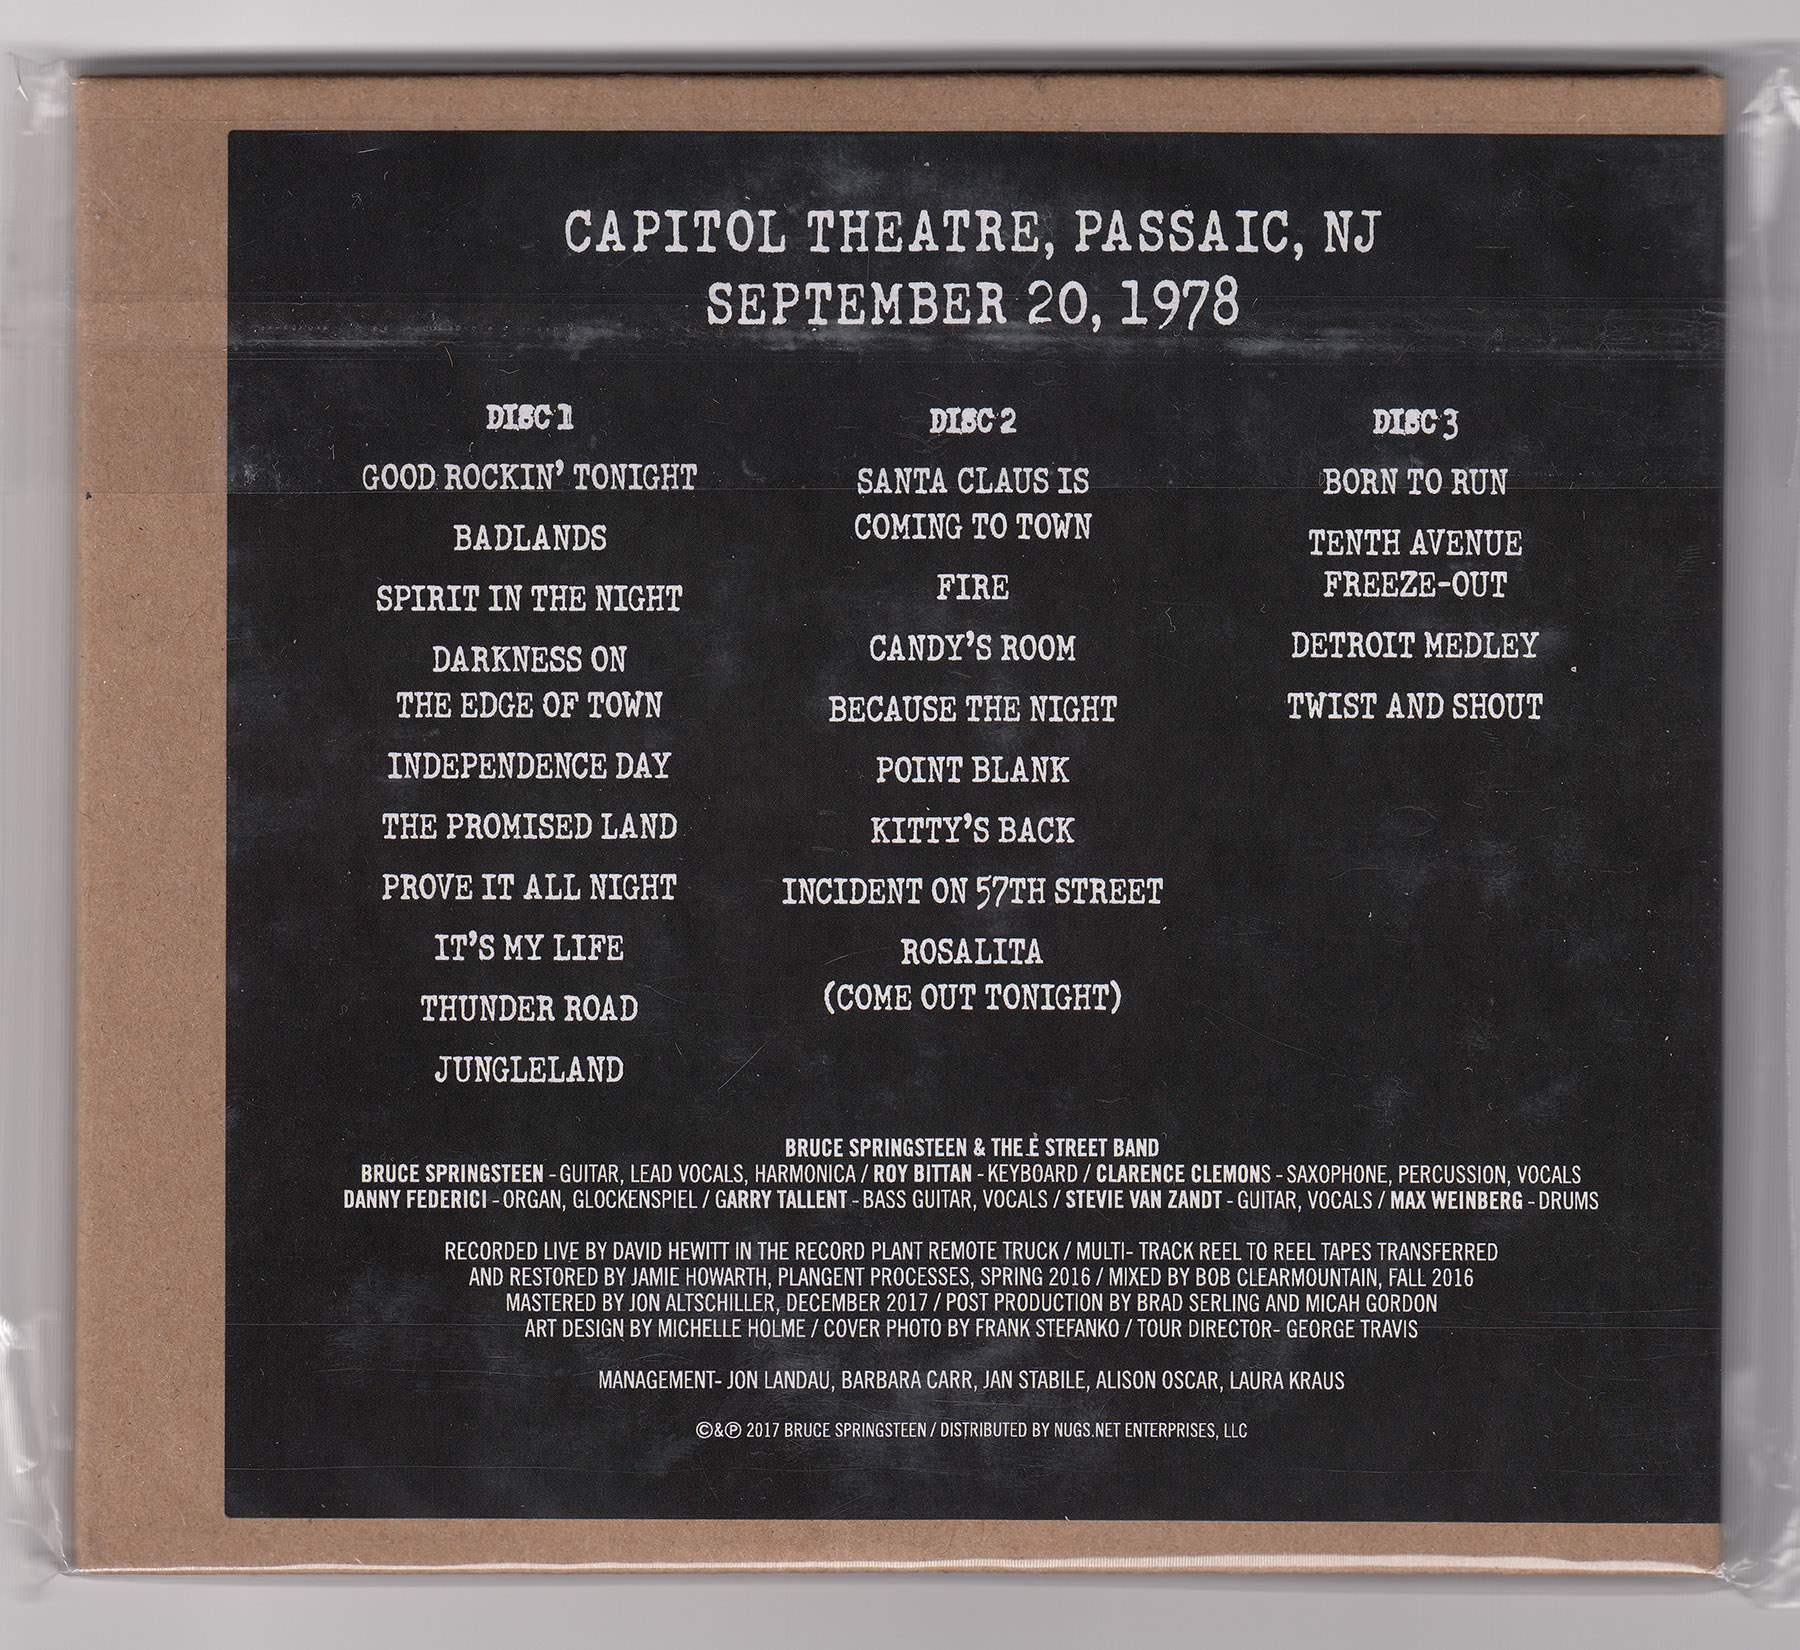 CAPITOL THEATRE, PASSAIC, NJ
SEPTEMBER 20, 1978
DISC 1
GOOD ROCKIN' TONIGHT
BADLANDS
SPIRIT IN THE NIGHT
DARKNESS ON
THE EDGE OF TOWN
INDEPENDENCE DAY
THE PROMISED LAND
PROVE IT ALL NIGHT
IT'S MY LIFE
THUNDER ROAD
JUNGLELAND
DISC 2
SANTA CLAUS IS
COMING TO TOWN
FIRE
CANDY'S ROOM
BECAUSE THE NIGHT
POINT BLANK
KITTY'S BACK
INCIDENT ON 57TH STREET
ROSALITA
(COME OUT TONIGHT)
DISC 3
BORN TO RUN
TENTH AVENUE
FREEZE-OUT
DETROIT MEDLEY
TWIST AND SHOUT
BRUCE SPRINGSTEEN & THE E STREET BAND
BRUCE SPRINGSTEEN - GUITAR, LEAD VOCALS, HARMONICA / ROY BITTAN - KEYBOARD / CLARENCE CLEMONS - SAXOPHONE, PERCUSSION, VOCALS
DANNY FEDERICI - ORGAN, GLOCKENSPIEL / GARRY TALLENT - BASS GUITAR, VOCALS / STEVIE VAN ZANDT - GUITAR, VOCALS / MAX WEINBERG - DRUMS
RECORDED LIVE BY DAVID HEWITT IN THE RECORD PLANT REMOTE TRUCK / MULTI- TRACK REEL TO REEL TAPES TRANSFERRED
AND RESTORED BY JAMIE HOWARTH, PLANGENT PROCESSES, SPRING 2016 / MIXED BY BOB CLEARMOUNTAIN, FALL 2016
MASTERED BY JON ALTSCHILLER, DECEMBER 2017 / POST PRODUCTION BY BRAD SERLING AND MICAH GORDON
ART DESIGN BY MICHELLE HOLME / COVER PHOTO BY FRANK STEFANKO / TOUR DIRECTOR- GEORGE TRAVIS
MANAGEMENT- JON LANDAU, BARBARA CARR, JAN STABILE, ALISON OSCAR, LAURA KRAUS
©&℗ 2017 BRUCE SPRINGSTEEN / DISTRIBUTED BY NUGS.NET ENTERPRISES, LLC